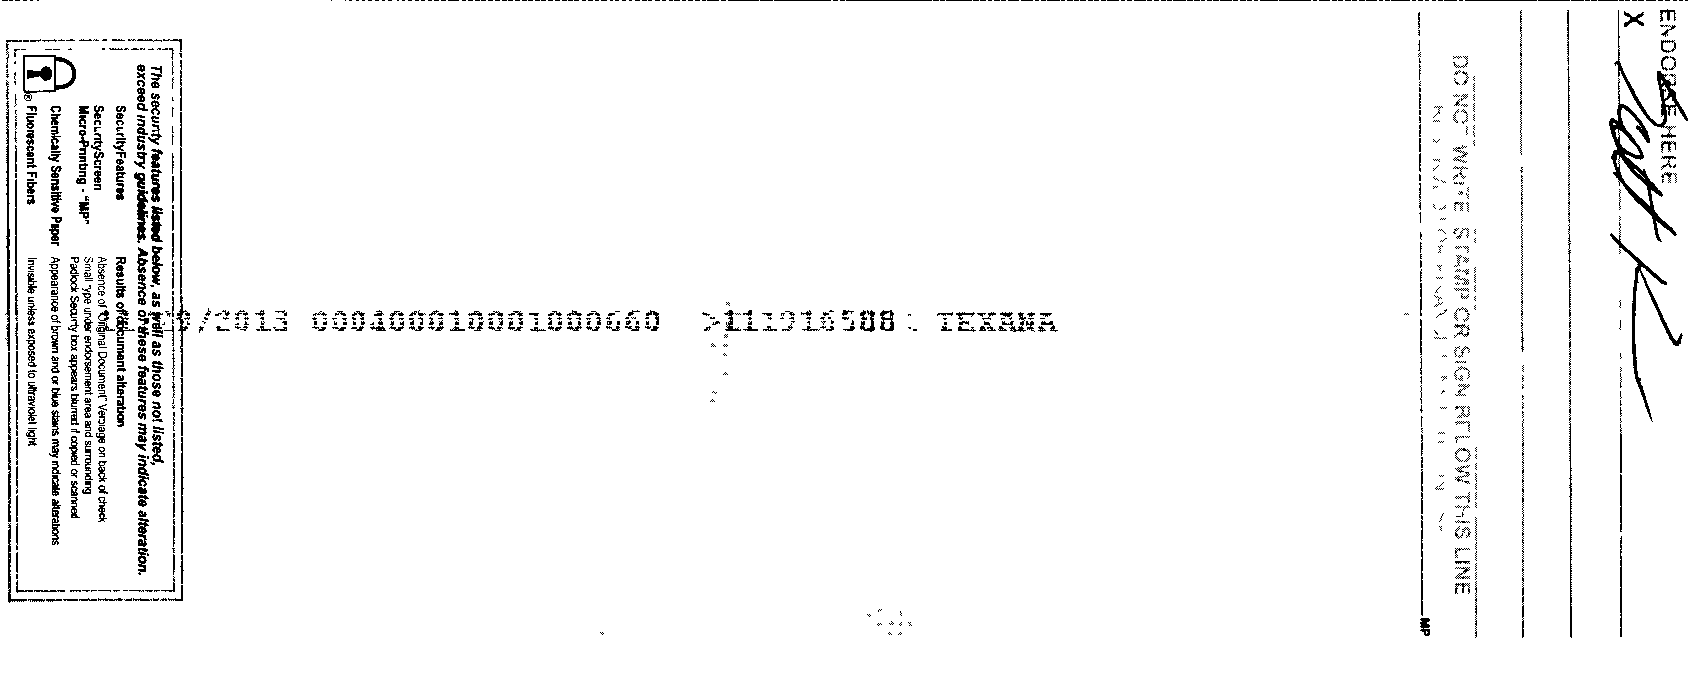 ENDORSE HERE
X
DO NOT WRITE STAMP OR SIGN BELOW THIS LINE
MP
/2013 000400010001000660 >111916588: TEXANA
The security features listed below, as well as those not listed,
exceed industry guidelines. Absence of these features may indicate alteration.
Security Features Results of document alteration
SecurityScreen Absence of "Original Document" Verbiage on back of check
Micro-Printing - "MP" Small type under endorsement area and surrounding
Padlock Security box appears blurred if copied or scanned
Chemically Sensitive Paper Appearance of brown and or blue stains may indicate alterations
® Fluorescent Fibers Invisible unless exposed to ultraviolet light